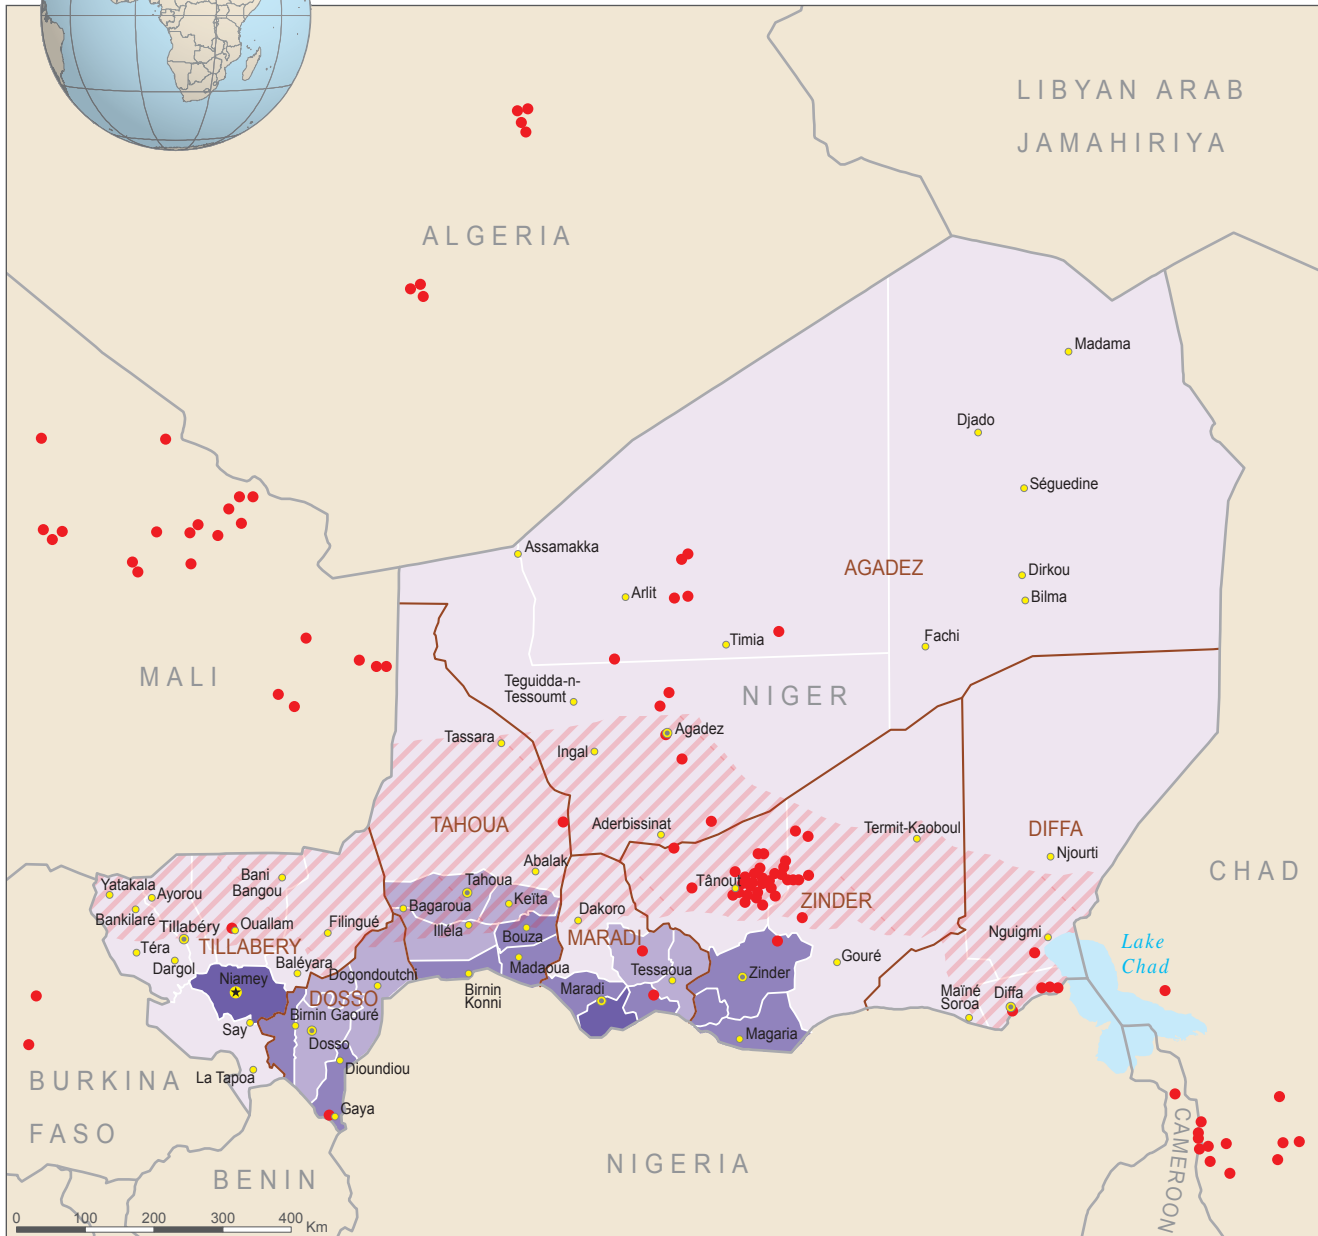 LIBYAN ARAB
JAMAHIRIYA
ALGERIA
Madama
Djado
Séguedine
Assamakka
AGADEZ
Dirkou
Arlit
Bilma
Timia
Fachi
MALI
Teguidda-n-
Tessoumt
NIGER
Agadez
Tassara
Ingal
TAHOUA
Aderbissinat
Termit-Kaoboul
DIFFA
Njourti
CHAD
Abalak
Bani
Bangou
Tahoua
Tânout
Yatakala
Ayorou
Keïta
ZINDER
Bagaroua
Bankilaré
Tillabéry
Ouallam
Filingué
Dakoro
Illéla
Bouza
MARADI
Nguigmi
Téra
TILLABERY
Lake
Chad
Dargol
Baléyara
Madaoua
Gouré
Niamey
Dogondoutchi
Tessaoua
Zinder
Birnin
Konni
Maradi
Maïné
Soroa
Diffa
DOSSO
Birnin Gaouré
Say
Dosso
Magaria
Dioundiou
La Tapoa
BURKINA
FASO
Gaya
NIGERIA
BENIN
CAMEROON
0 100 200 300 400 Km